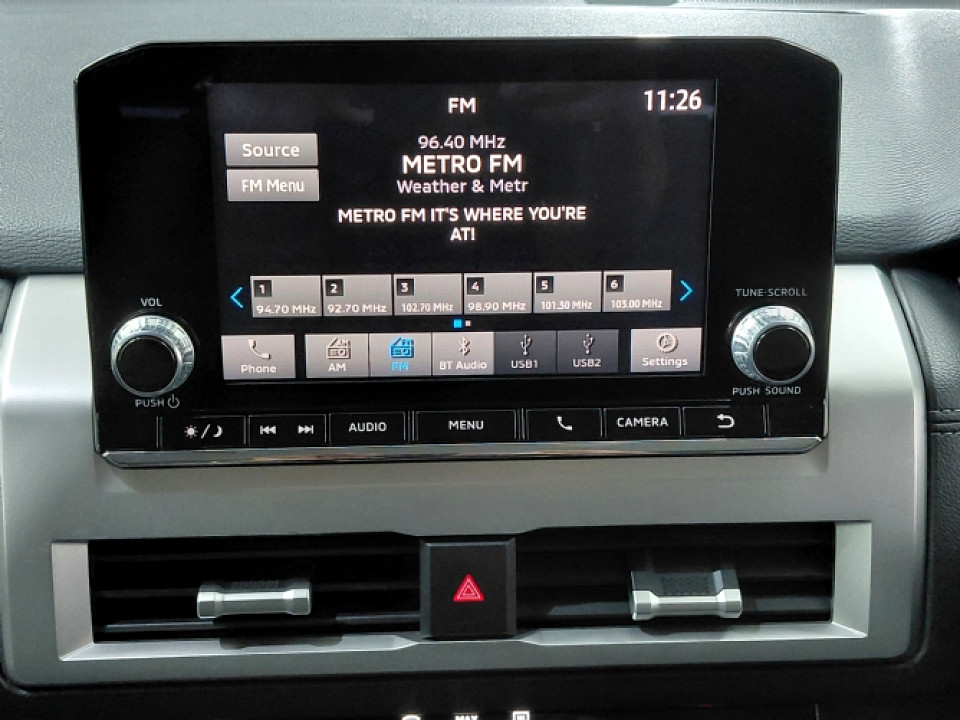 FM
11:26
Source
FM Menu
96.40 MHz
METRO FM
Weather & Metr
METRO FM IT'S WHERE YOU'RE
AT!
1
94.70 MHz
2
92.70 MHz
3
102.70 MHz
4
98.90 MHz
5
101.30 MHz
6
103.00 MHz
Phone
AM
FM
BT Audio
USB1
USB2
Settings
VOL
PUSH
TUNE·SCROLL
PUSH SOUND
AUDIO
MENU
CAMERA